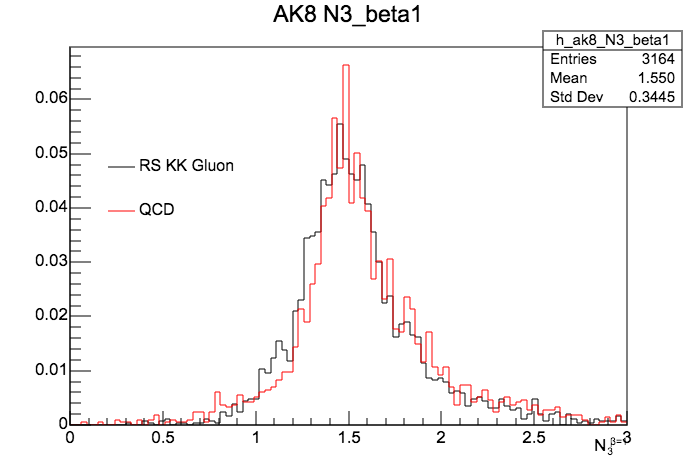 AK8 N3_beta1
h_ak8_N3_beta1
Entries 3164
Mean 1.550
Std Dev 0.3445
0.06
0.05
0.04
0.03
0.02
0.01
0
RS KK Gluon
QCD
0 0.5 1 1.5 2 2.5 3
N3 β=